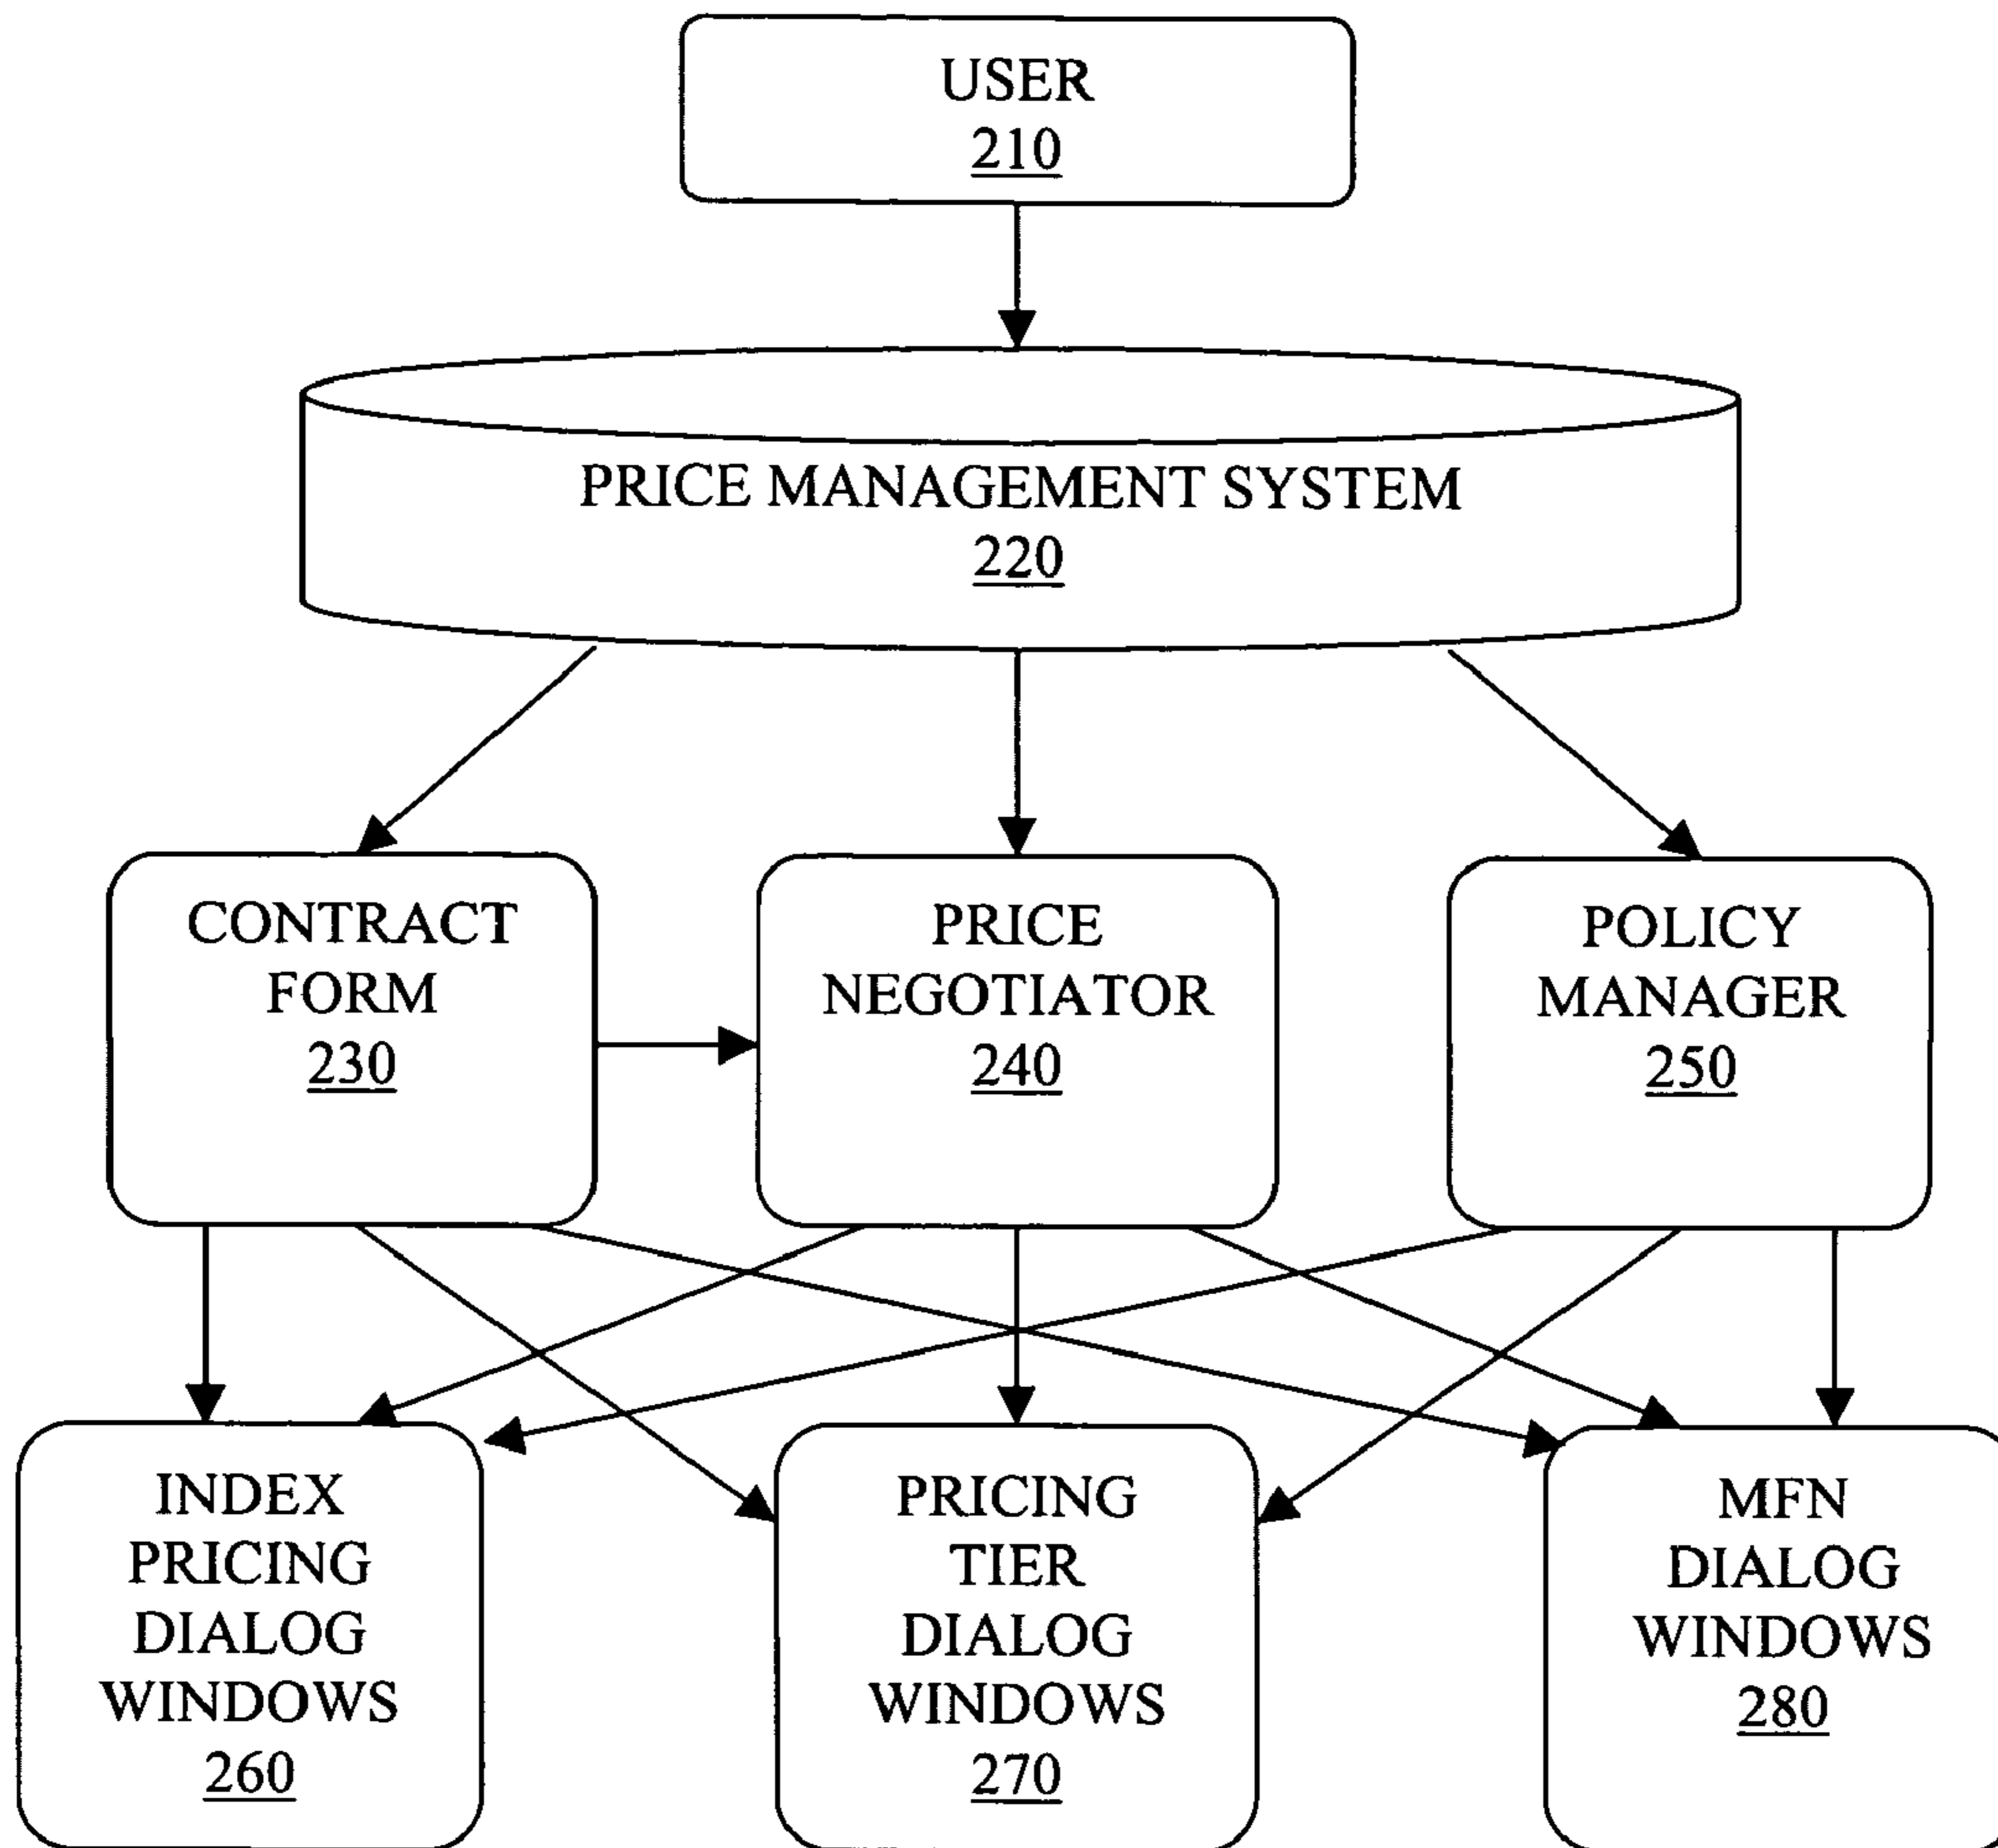 USER
210
PRICE MANAGEMENT SYSTEM
220
CONTRACT
FORM
230
PRICE
NEGOTIATOR
240
POLICY
MANAGER
250
INDEX
PRICING
DIALOG
WINDOWS
260
PRICING
TIER
DIALOG
WINDOWS
270
MFN
DIALOG
WINDOWS
280